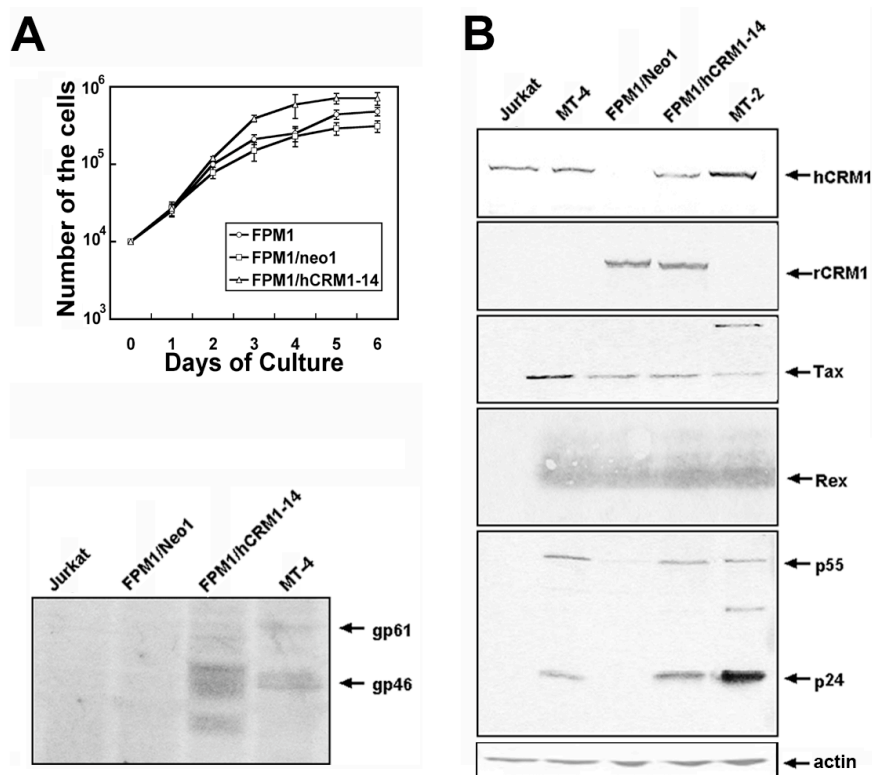 A
Number of the cells
10^6
10^5
10^4
10^3
FPM1
FPM1/neo1
FPM1/hCRM1-14
0 1 2 3 4 5 6
Days of Culture
Jurkat FPM1/Neo1 FPM1/hCRM1-14 MT-4
gp61
gp46
B
Jurkat MT-4 FPM1/Neo1 FPM1/hCRM1-14 MT-2
hCRM1
rCRM1
Tax
Rex
p55
p24
actin